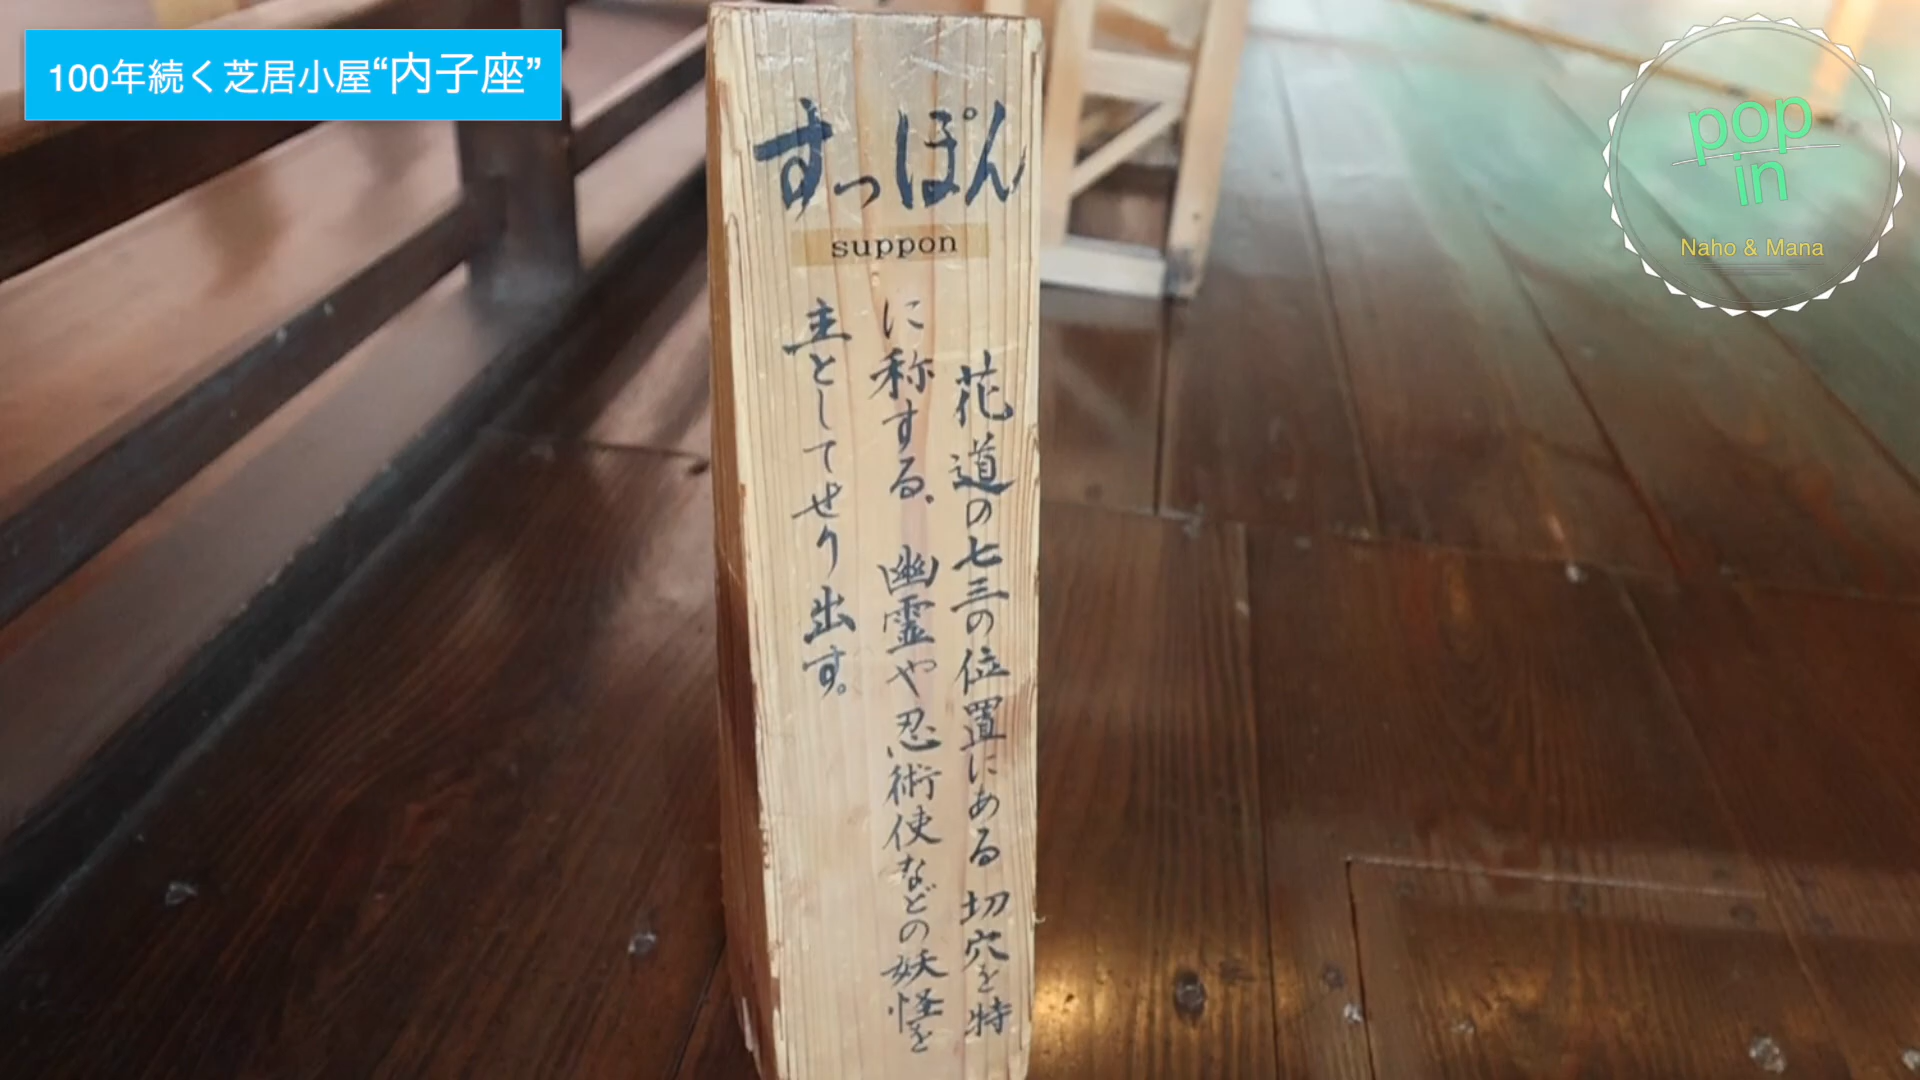 100年続く芝居小屋“内子座”
pop
in
Naho & Mana
すっぽん
suppon
花道の七三の位置にある切穴を特
に称する。幽霊や忍術使などの妖怪を
主としてせり出す。